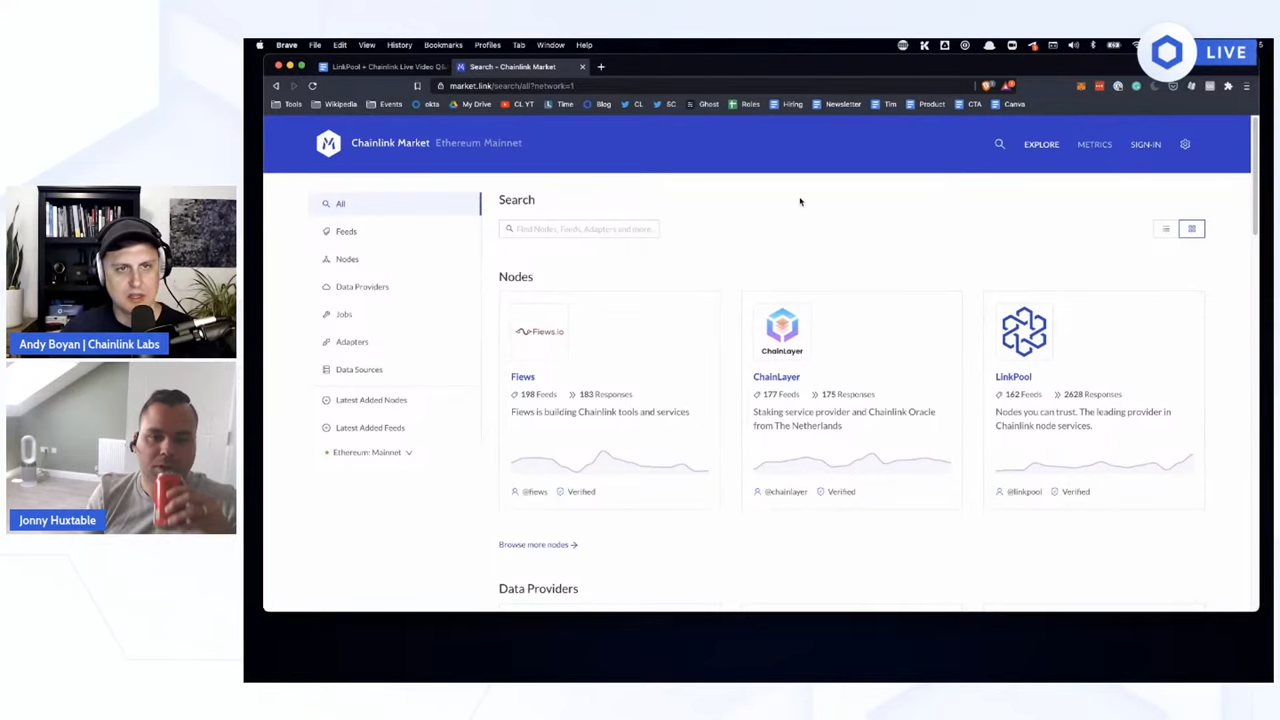 LIVE
Brave File Edit View History Bookmarks Profiles Tab Window Help
LinkPool + Chainlink Live Video Q&
Search - Chainlink Market
market.link/search/all?network=1
Tools Wikipedia Events okta My Drive CL YT Time Blog CL SC Ghost Roles Hiring Newsletter Tim Product CTA Canva
Chainlink Market Ethereum Mainnet
EXPLORE METRICS SIGN-IN
All
Feeds
Nodes
Data Providers
Jobs
Adapters
Data Sources
Latest Added Nodes
Latest Added Feeds
Ethereum: Mainnet
Search
Find Nodes, Feeds, Adapters and more.
Nodes
Fiews.io
Fiews
198 Feeds 183 Responses
Fiews is building Chainlink tools and services
@fiews Verified
CHAINLAYER
ChainLayer
177 Feeds 175 Responses
Staking service provider and Chainlink Oracle
from The Netherlands
@chainlayer Verified
LinkPool
162 Feeds 2628 Responses
Nodes you can trust. The leading provider in
Chainlink node services.
@linkpool Verified
Browse more nodes
Data Providers
Andy Boyan | Chainlink Labs
Jonny Huxtable